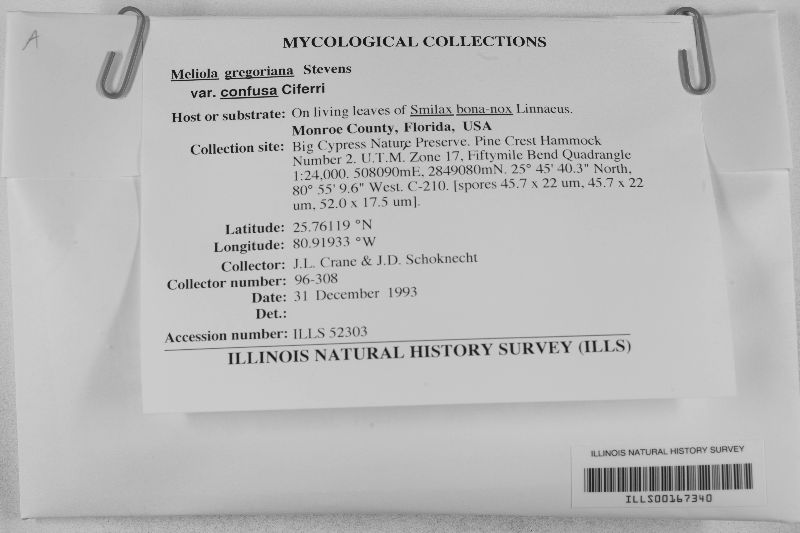 A
MYCOLOGICAL COLLECTIONS
Meliola gregoriana Stevens
var. confusa Ciferri
Host or substrate: On living leaves of Smilax bona-nox Linnaeus.
Monroe County, Florida, USA
Collection site: Big Cypress Nature Preserve. Pine Crest Hammock
Number 2. U.T.M. Zone 17, Fiftymile Bend Quadrangle
1:24,000. 508090mE, 2849080mN. 25° 45' 40.3" North,
80° 55' 9.6" West. C-210. [spores 45.7 x 22 um, 45.7 x 22
um, 52.0 x 17.5 um].
Latitude: 25.76119 °N
Longitude: 80.91933 °W
Collector: J.L. Crane & J.D. Schoknecht
Collector number: 96-308
Date: 31 December 1993
Det.:
Accession number: ILLS 52303
ILLINOIS NATURAL HISTORY SURVEY (ILLS)
ILLINOIS NATURAL HISTORY SURVEY
ILLS00167340